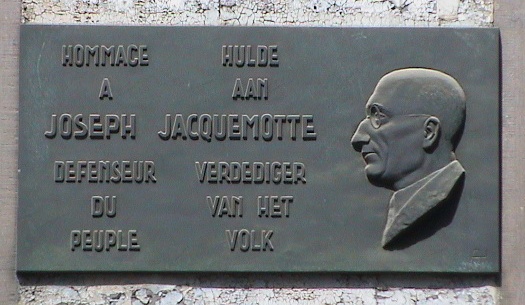 HOMMAGE HULDE
A AAN
JOSEPH JACQUEMOTTE
DEFENSEUR VERDEDIGER
DU VAN HET
PEUPLE VOLK